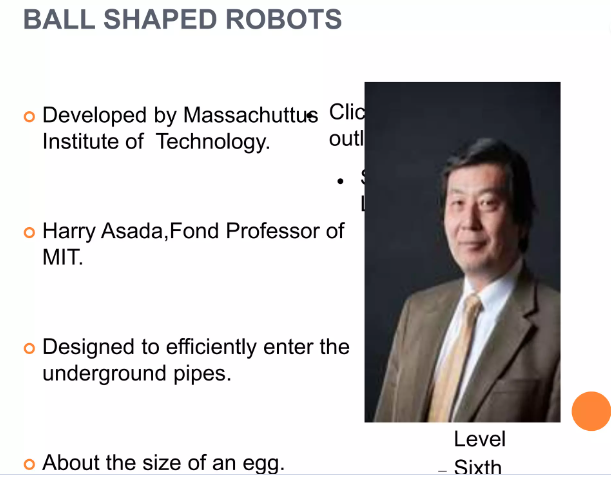 BALL SHAPED ROBOTS
Developed by Massachuttus
Institute of Technology.
Harry Asada,Fond Professor of
MIT.
Designed to efficiently enter the
underground pipes.
About the size of an egg.
Clic
outl
Level
– Sixth